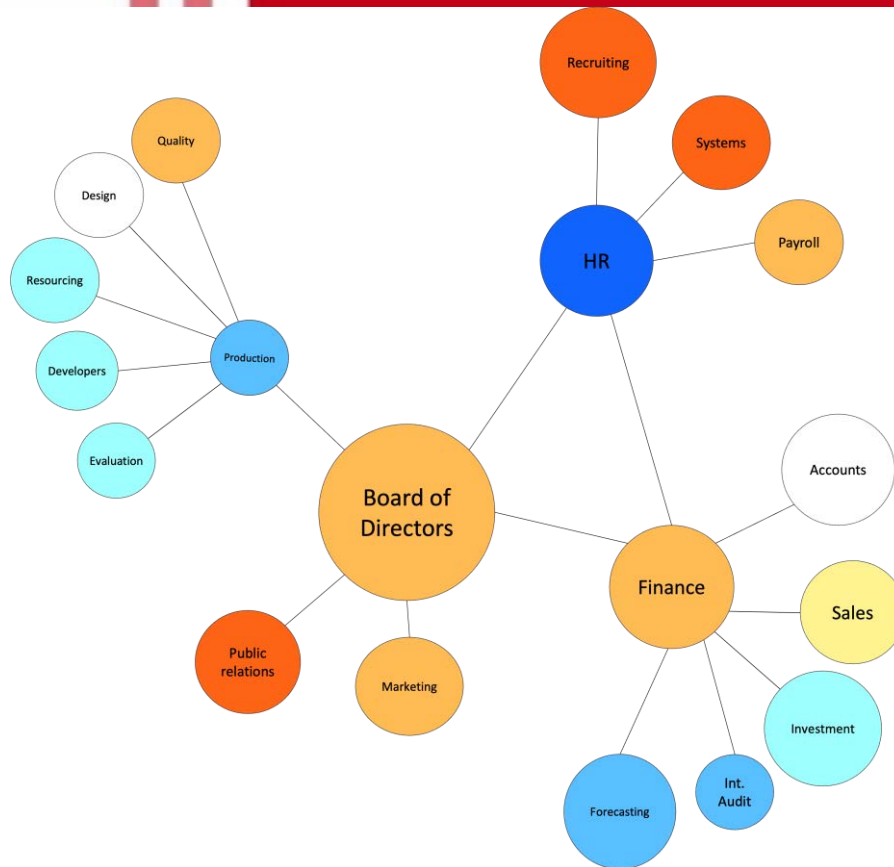 Recruiting
Quality
Systems
Design
Payroll
HR
Resourcing
Production
Developers
Evaluation
Accounts
Board of
Directors
Finance
Sales
Public
relations
Marketing
Investment
Int.
Audit
Forecasting